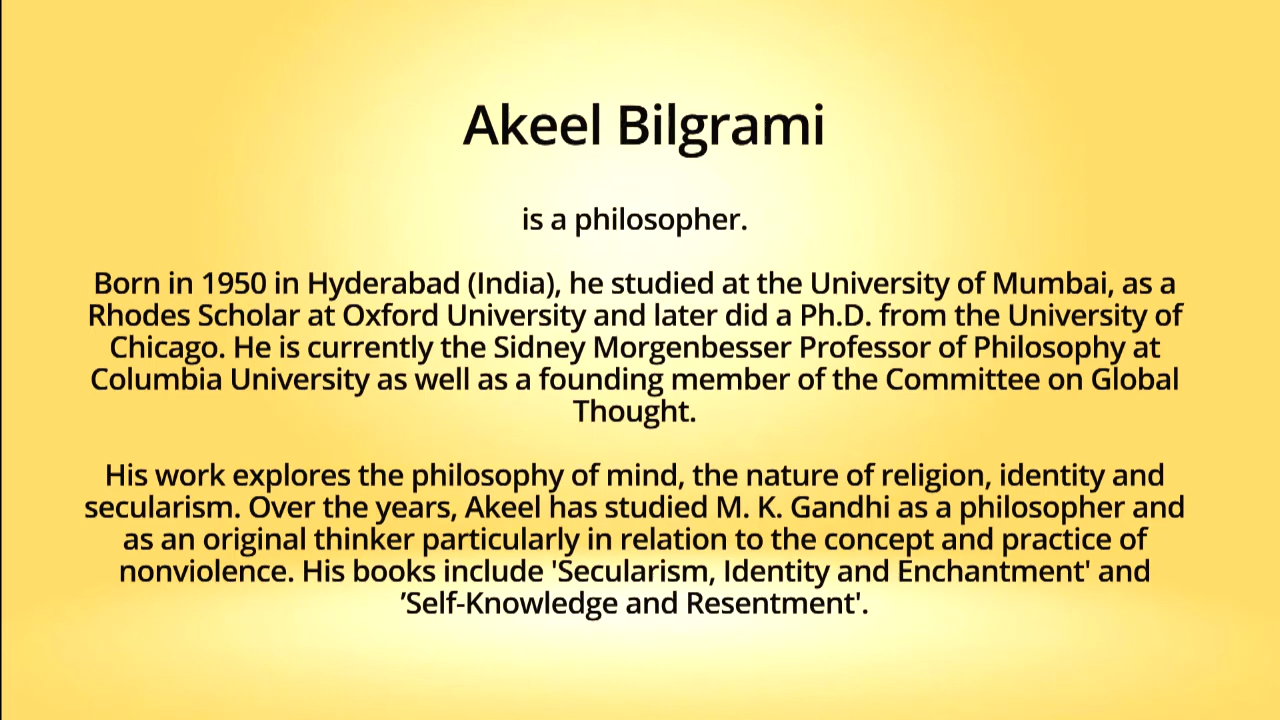 Akeel Bilgrami
is a philosopher.
Born in 1950 in Hyderabad (India), he studied at the University of Mumbai, as a
Rhodes Scholar at Oxford University and later did a Ph.D. from the University of
Chicago. He is currently the Sidney Morgenbesser Professor of Philosophy at
Columbia University as well as a founding member of the Committee on Global
Thought.
His work explores the philosophy of mind, the nature of religion, identity and
secularism. Over the years, Akeel has studied M. K. Gandhi as a philosopher and
as an original thinker particularly in relation to the concept and practice of
nonviolence. His books include 'Secularism, Identity and Enchantment' and
’Self-Knowledge and Resentment'.